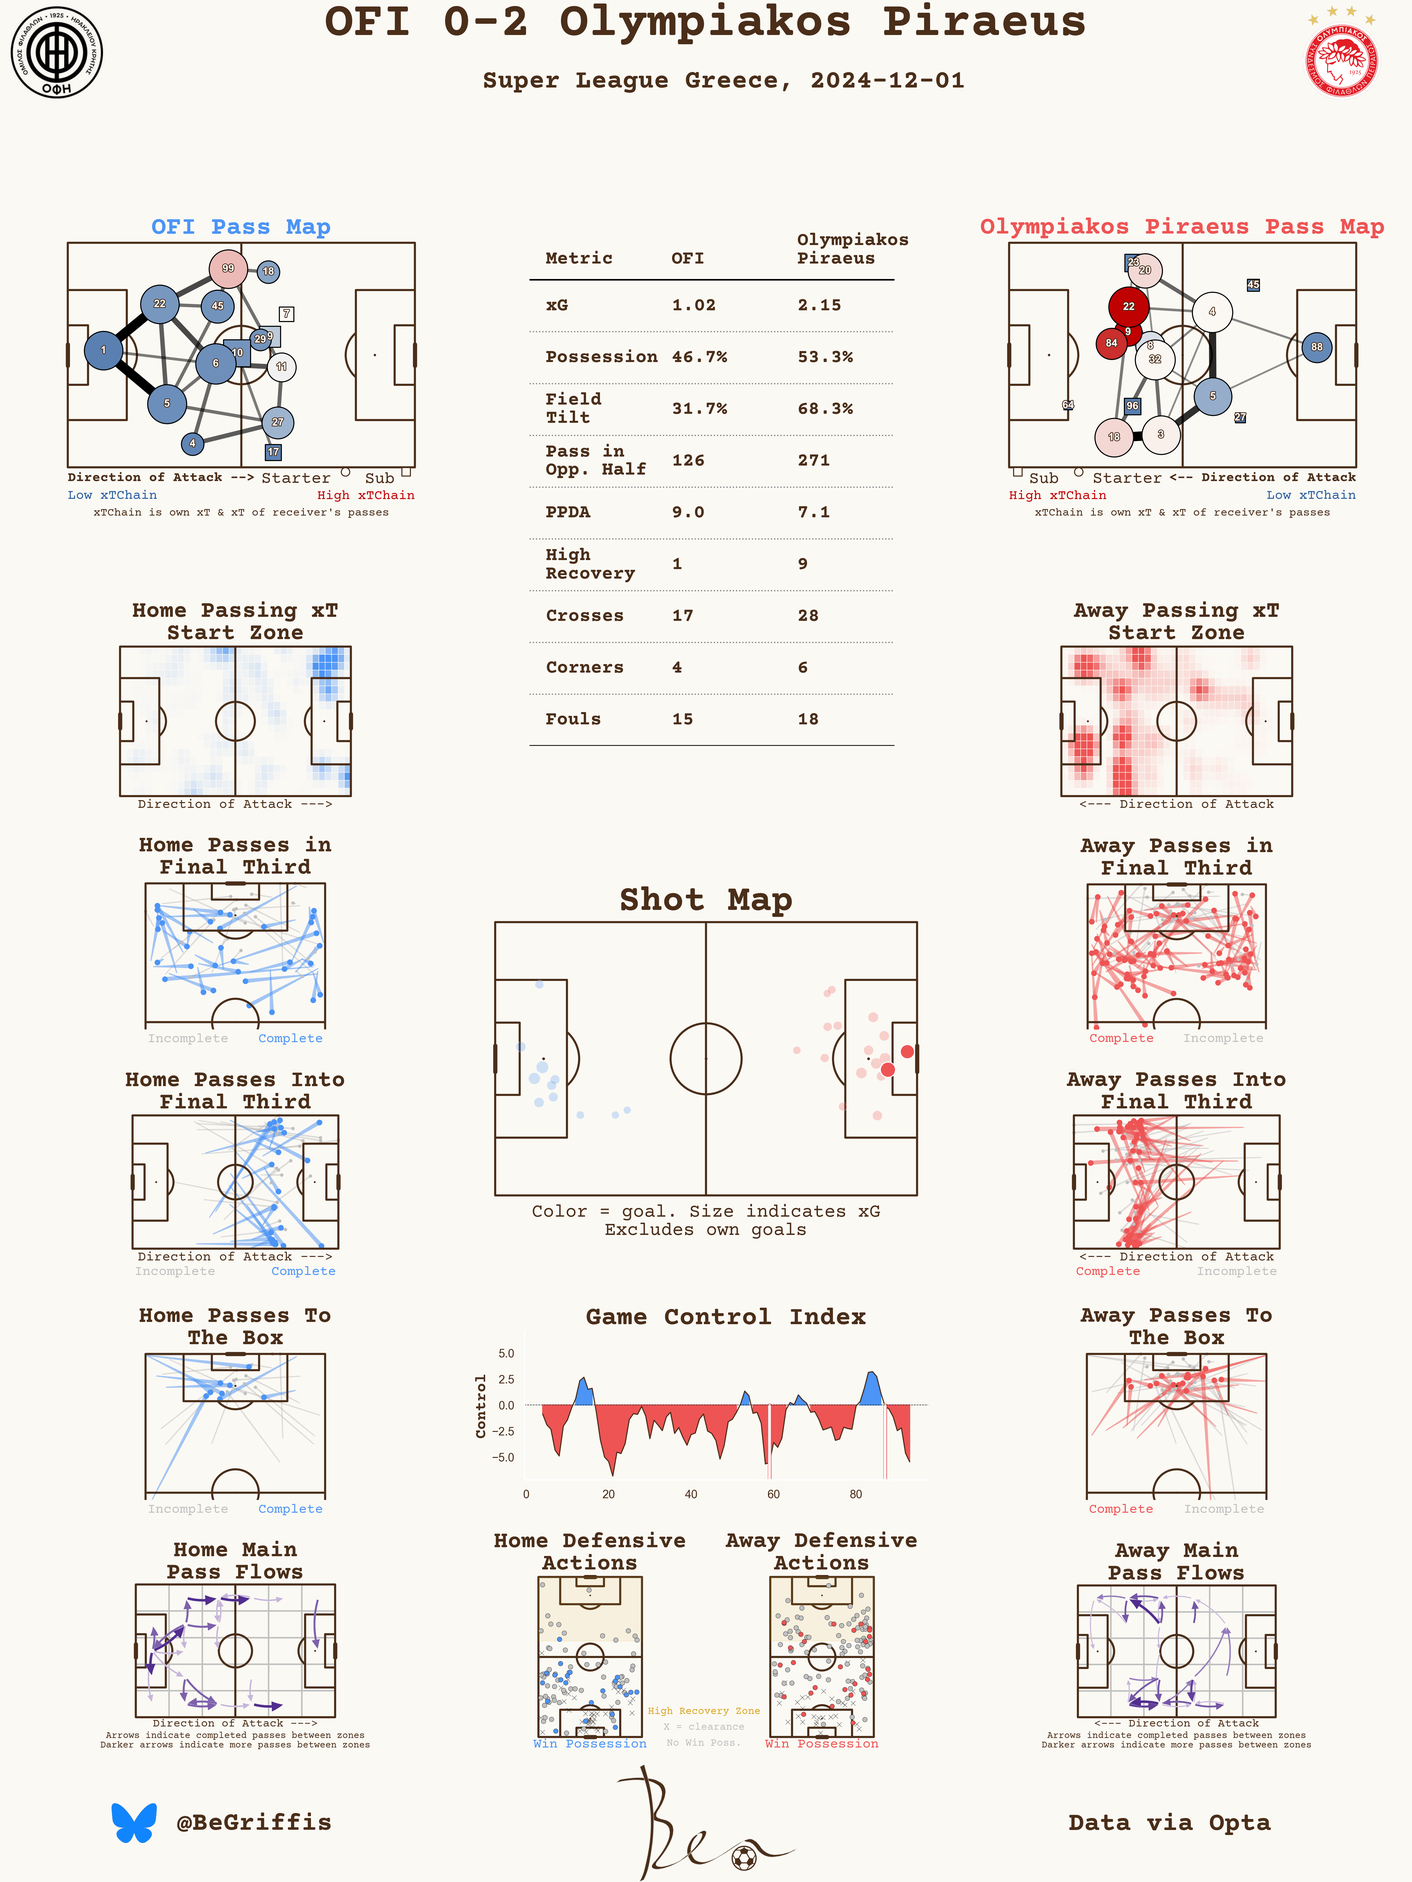 OFI 0-2 Olympiakos Piraeus
Super League Greece, 2024-12-01
ΟΜΙΛΟΣ ΦΙΛΑΘΛΩΝ • 1925 • ΗΡΑΚΛΕΙΟΥ ΚΡΗΤΗΣ
ΟΦΗ
ΟΛΥΜΠΙΑΚΟΣ
1925
OFI Pass Map
99
18
22
45
7
9
29
1
10
6
11
5
27
4
17
Direction of Attack --> Starter Sub
Low xTChain High xTChain
xTChain is own xT & xT of receiver's passes
Metric OFI Olympiakos Piraeus
xG 1.02 2.15
Possession 46.7% 53.3%
Field Tilt 31.7% 68.3%
Pass in Opp. Half 126 271
PPDA 9.0 7.1
High Recovery 1 9
Crosses 17 28
Corners 4 6
Fouls 15 18
Olympiakos Piraeus Pass Map
23
20
45
22
4
9
84
8
88
32
5
64
96
27
18
3
Sub Starter <-- Direction of Attack
High xTChain Low xTChain
xTChain is own xT & xT of receiver's passes
Home Passing xT
Start Zone
Direction of Attack --->
Away Passing xT
Start Zone
<--- Direction of Attack
Home Passes in
Final Third
Incomplete Complete
Away Passes in
Final Third
Complete Incomplete
Shot Map
Color = goal. Size indicates xG
Excludes own goals
Home Passes Into
Final Third
Direction of Attack --->
Incomplete Complete
Away Passes Into
Final Third
<--- Direction of Attack
Complete Incomplete
Home Passes To
The Box
Incomplete Complete
Game Control Index
Control
5.0
2.5
0.0
−2.5
−5.0
0 20 40 60 80
Away Passes To
The Box
Complete Incomplete
Home Main
Pass Flows
Direction of Attack --->
Arrows indicate completed passes between zones
Darker arrows indicate more passes between zones
Home Defensive
Actions
Win Possession
High Recovery Zone
X = clearance
No Win Poss.
Away Defensive
Actions
Win Possession
Away Main
Pass Flows
<--- Direction of Attack
Arrows indicate completed passes between zones
Darker arrows indicate more passes between zones
@BeGriffis
Ben
Data via Opta